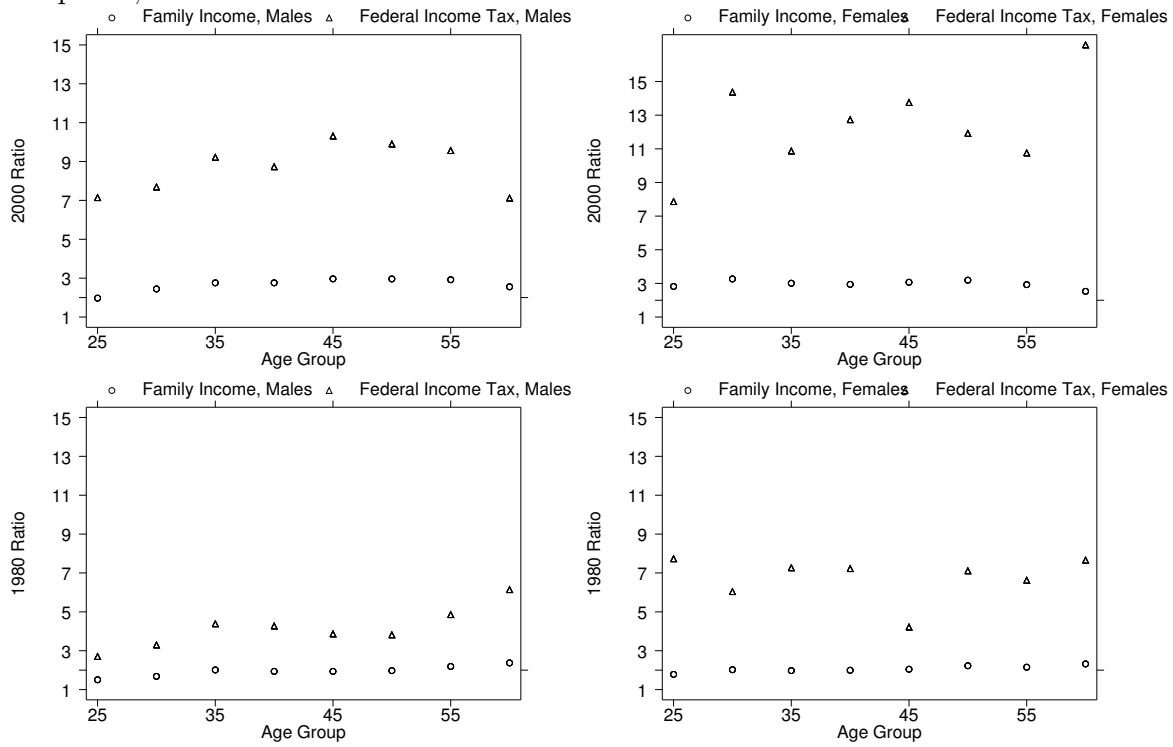 Family Income, Males Federal Income Tax, Males
15
13
11
9
7
5
3
1
2000 Ratio
25 35 45 55
Age Group
Family Income, Females Federal Income Tax, Females
15
13
11
9
7
5
3
1
2000 Ratio
25 35 45 55
Age Group
Family Income, Males Federal Income Tax, Males
15
13
11
9
7
5
3
1
1980 Ratio
25 35 45 55
Age Group
Family Income, Females Federal Income Tax, Females
15
13
11
9
7
5
3
1
1980 Ratio
25 35 45 55
Age Group